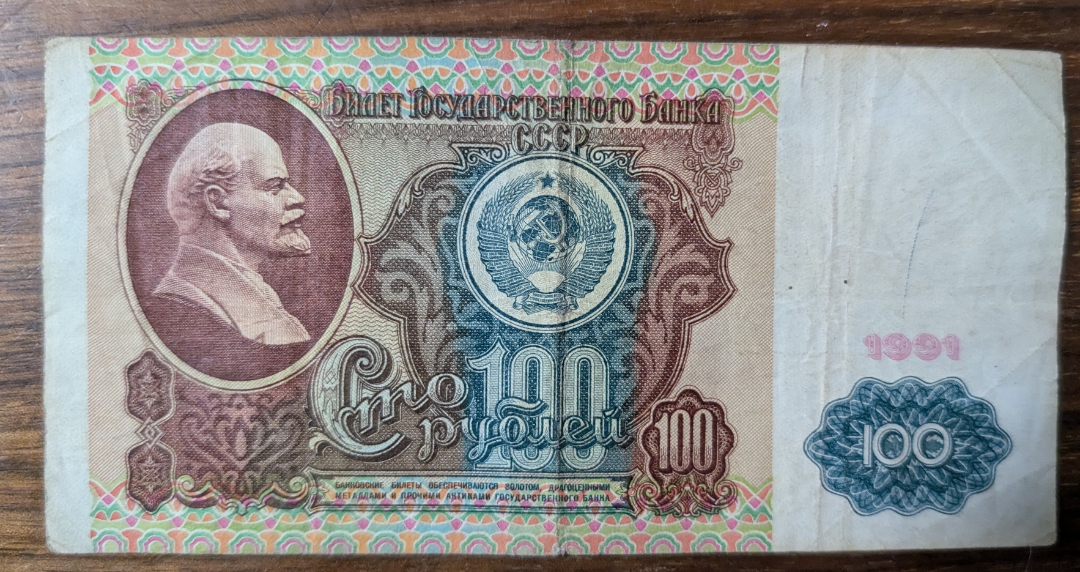 Билет Государственного Банка
СССР
100
Сто
рублей
100
БАНКОВСКИЕ БИЛЕТЫ ОБЕСПЕЧИВАЮТСЯ ЗОЛОТОМ, ДРАГОЦЕННЫМИ
МЕТАЛЛАМИ И ПРОЧИМИ АКТИВАМИ ГОСУДАРСТВЕННОГО БАНКА
1991
100